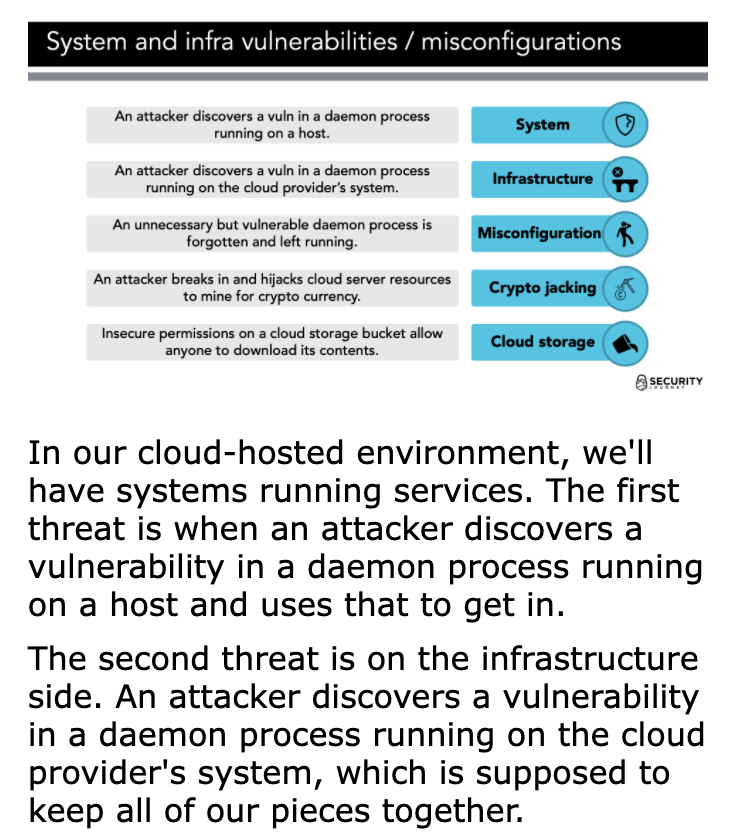 System and infra vulnerabilities / misconfigurations
An attacker discovers a vuln in a daemon process
running on a host.
System
An attacker discovers a vuln in a daemon process
running on the cloud provider's system.
Infrastructure
An unnecessary but vulnerable daemon process is
forgotten and left running.
Misconfiguration
An attacker breaks in and hijacks cloud server resources
to mine for crypto currency.
Crypto jacking
Insecure permissions on a cloud storage bucket allow
anyone to download its contents.
Cloud storage
SECURITY
JOURNEY
In our cloud-hosted environment, we'll
have systems running services. The first
threat is when an attacker discovers a
vulnerability in a daemon process running
on a host and uses that to get in.
The second threat is on the infrastructure
side. An attacker discovers a vulnerability
in a daemon process running on the cloud
provider's system, which is supposed to
keep all of our pieces together.